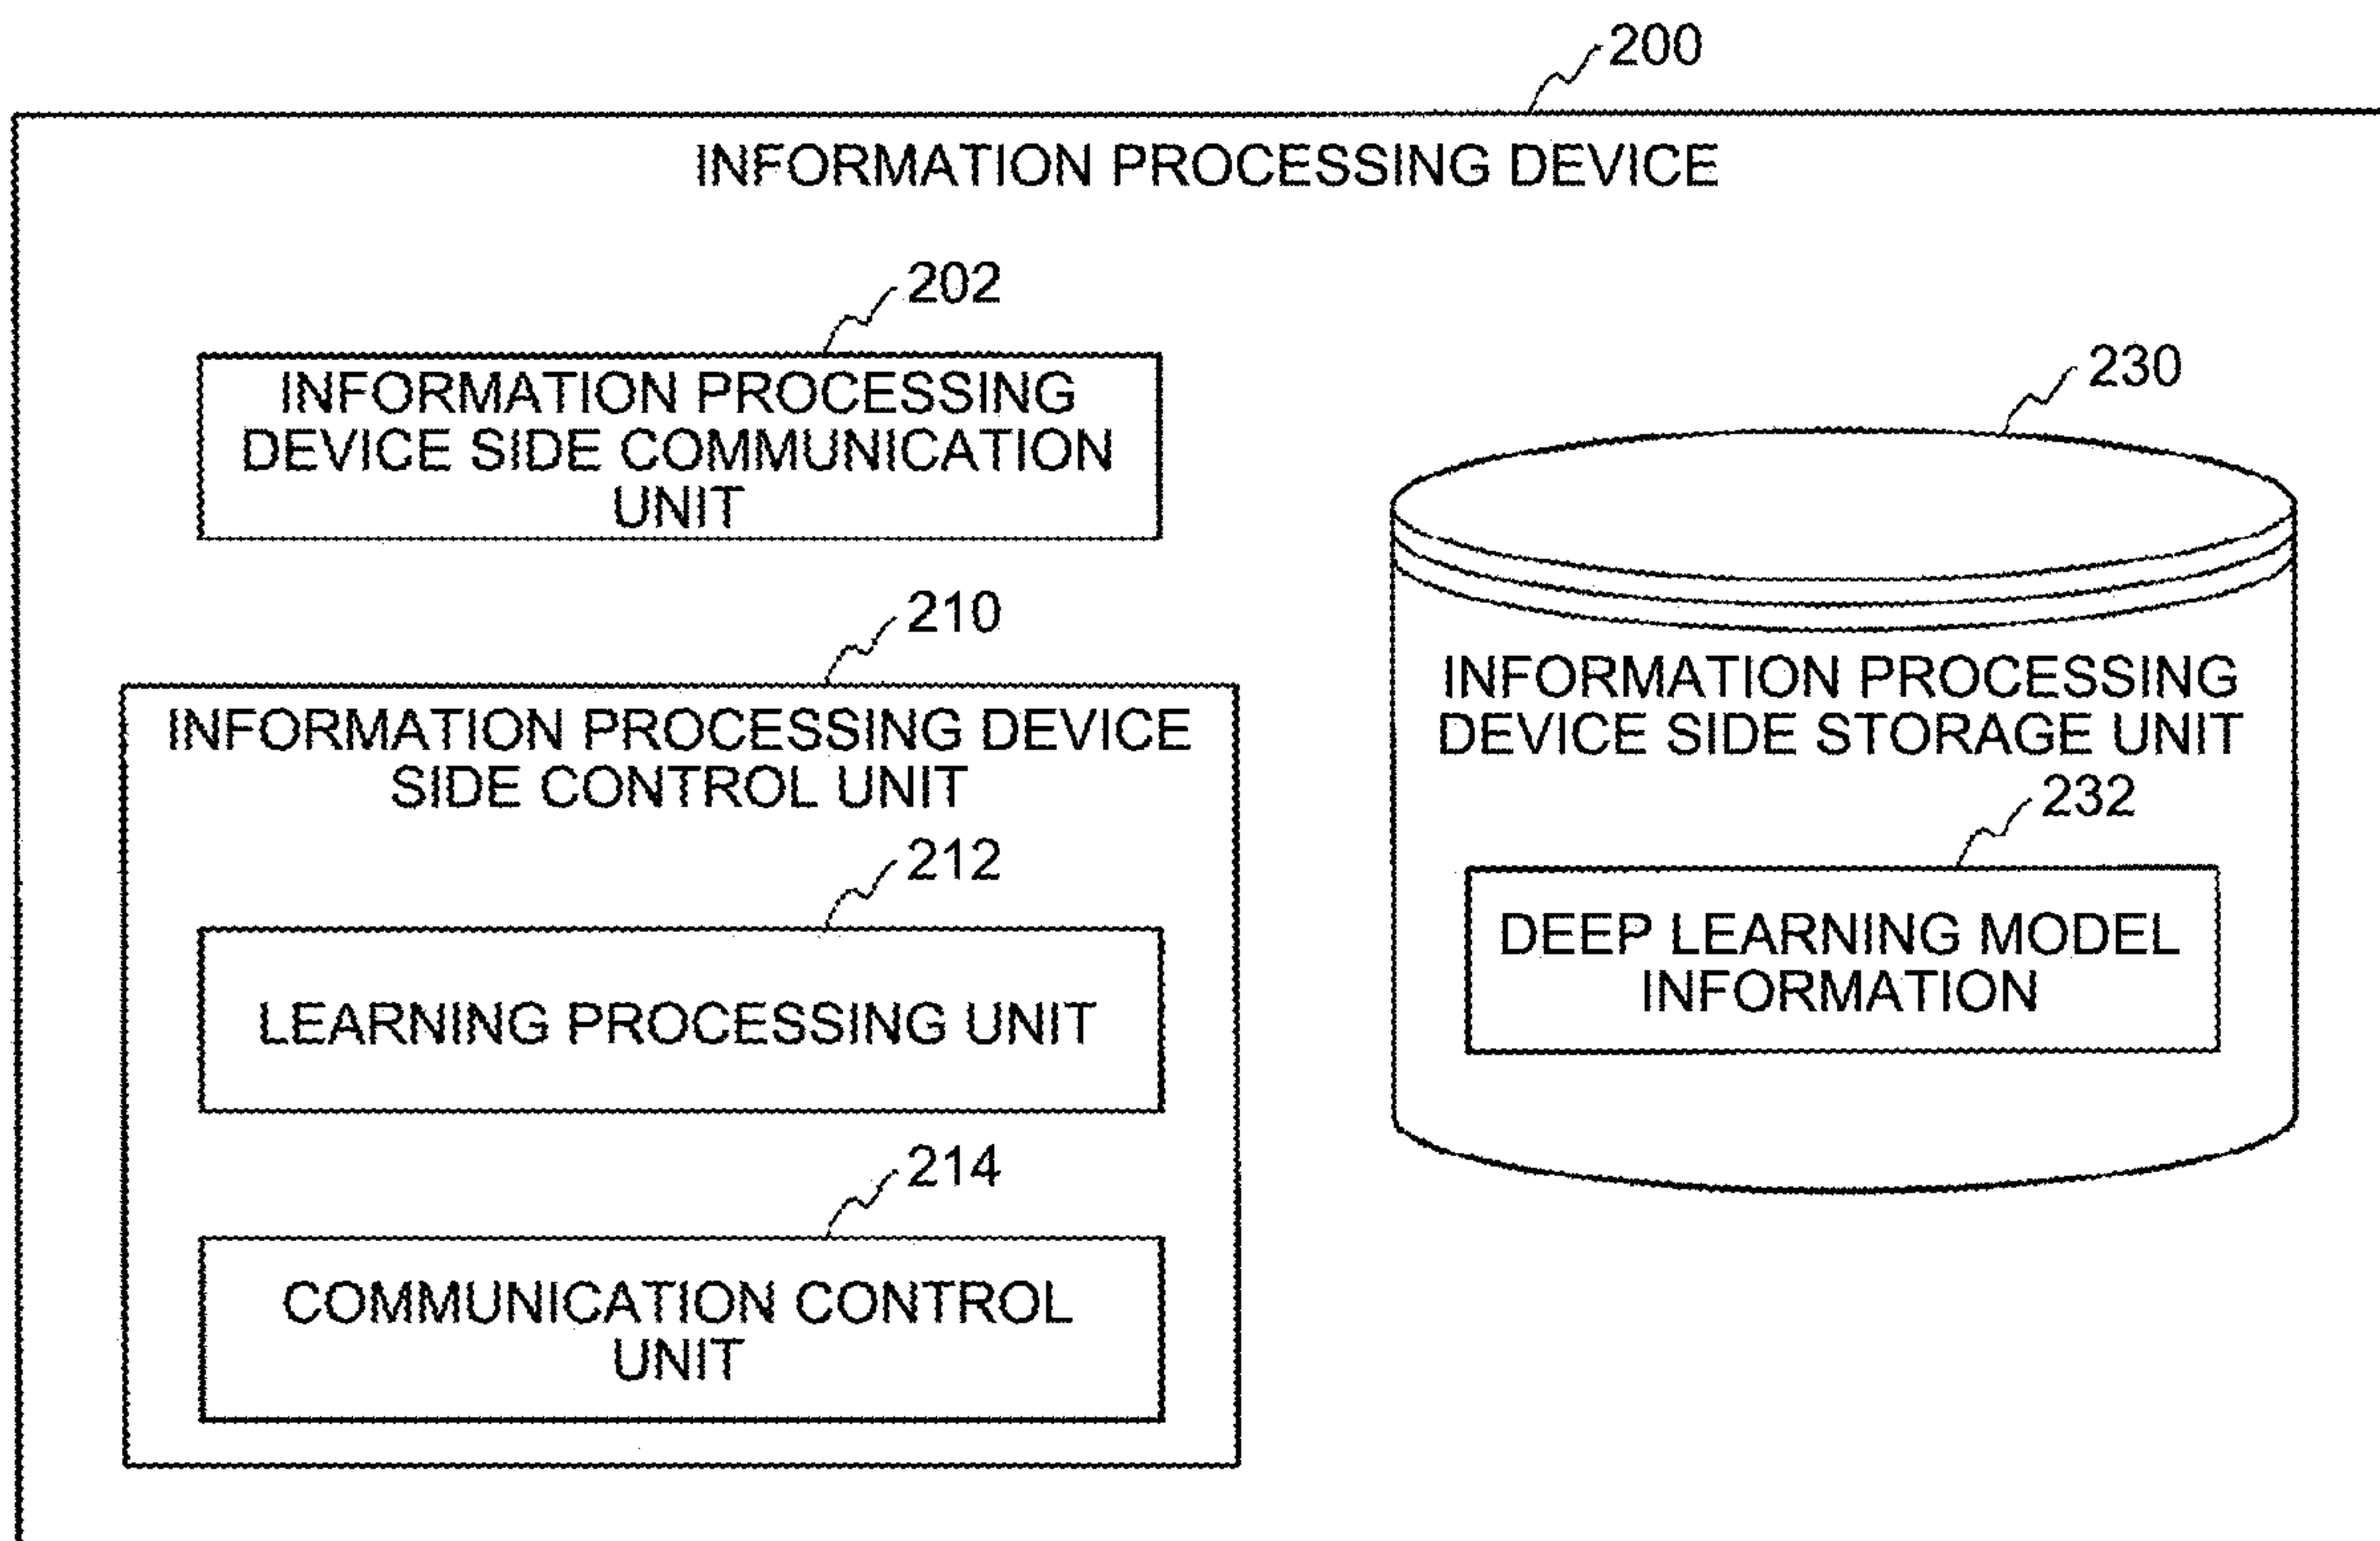 200
INFORMATION PROCESSING DEVICE
202
INFORMATION PROCESSING
DEVICE SIDE COMMUNICATION
UNIT
210
INFORMATION PROCESSING DEVICE
SIDE CONTROL UNIT
212
LEARNING PROCESSING UNIT
214
COMMUNICATION CONTROL
UNIT
230
INFORMATION PROCESSING
DEVICE SIDE STORAGE UNIT
232
DEEP LEARNING MODEL
INFORMATION